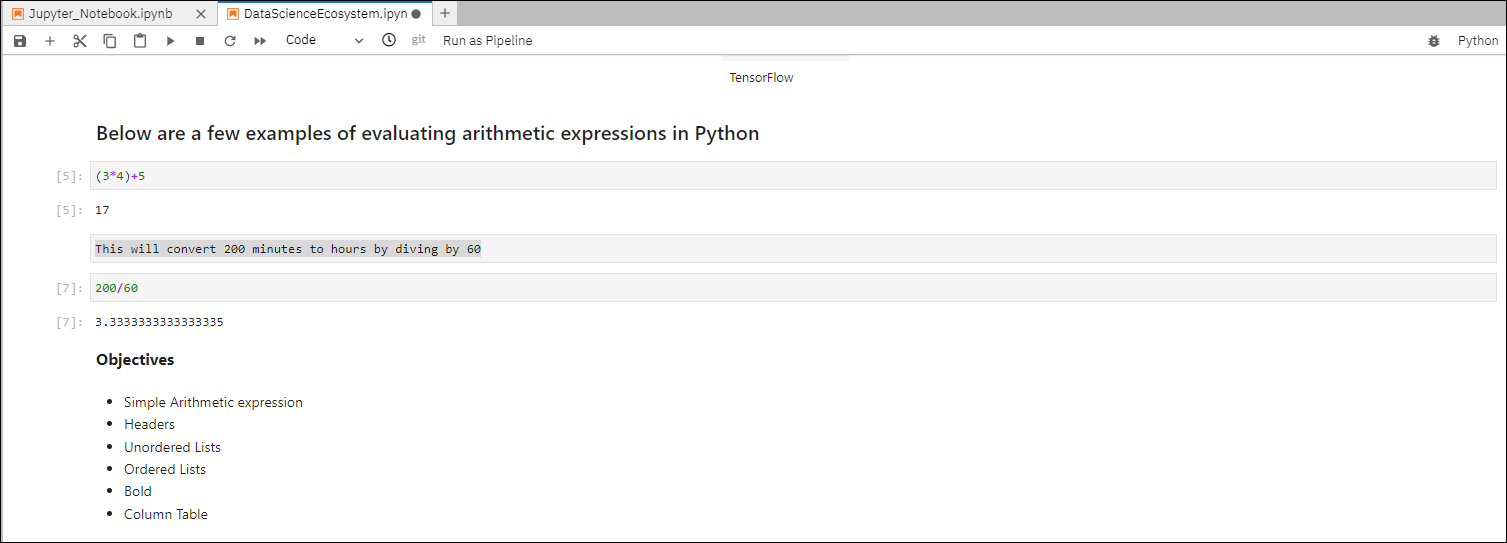 Jupyter_Notebook.ipynb
DataScienceEcosystem.ipyn
Code
git
Run as Pipeline
Python
TensorFlow
Below are a few examples of evaluating arithmetic expressions in Python
[5]: (3*4)+5
[5]: 17
This will convert 200 minutes to hours by diving by 60
[7]: 200/60
[7]: 3.3333333333333335
Objectives
• Simple Arithmetic expression
• Headers
• Unordered Lists
• Ordered Lists
• Bold
• Column Table